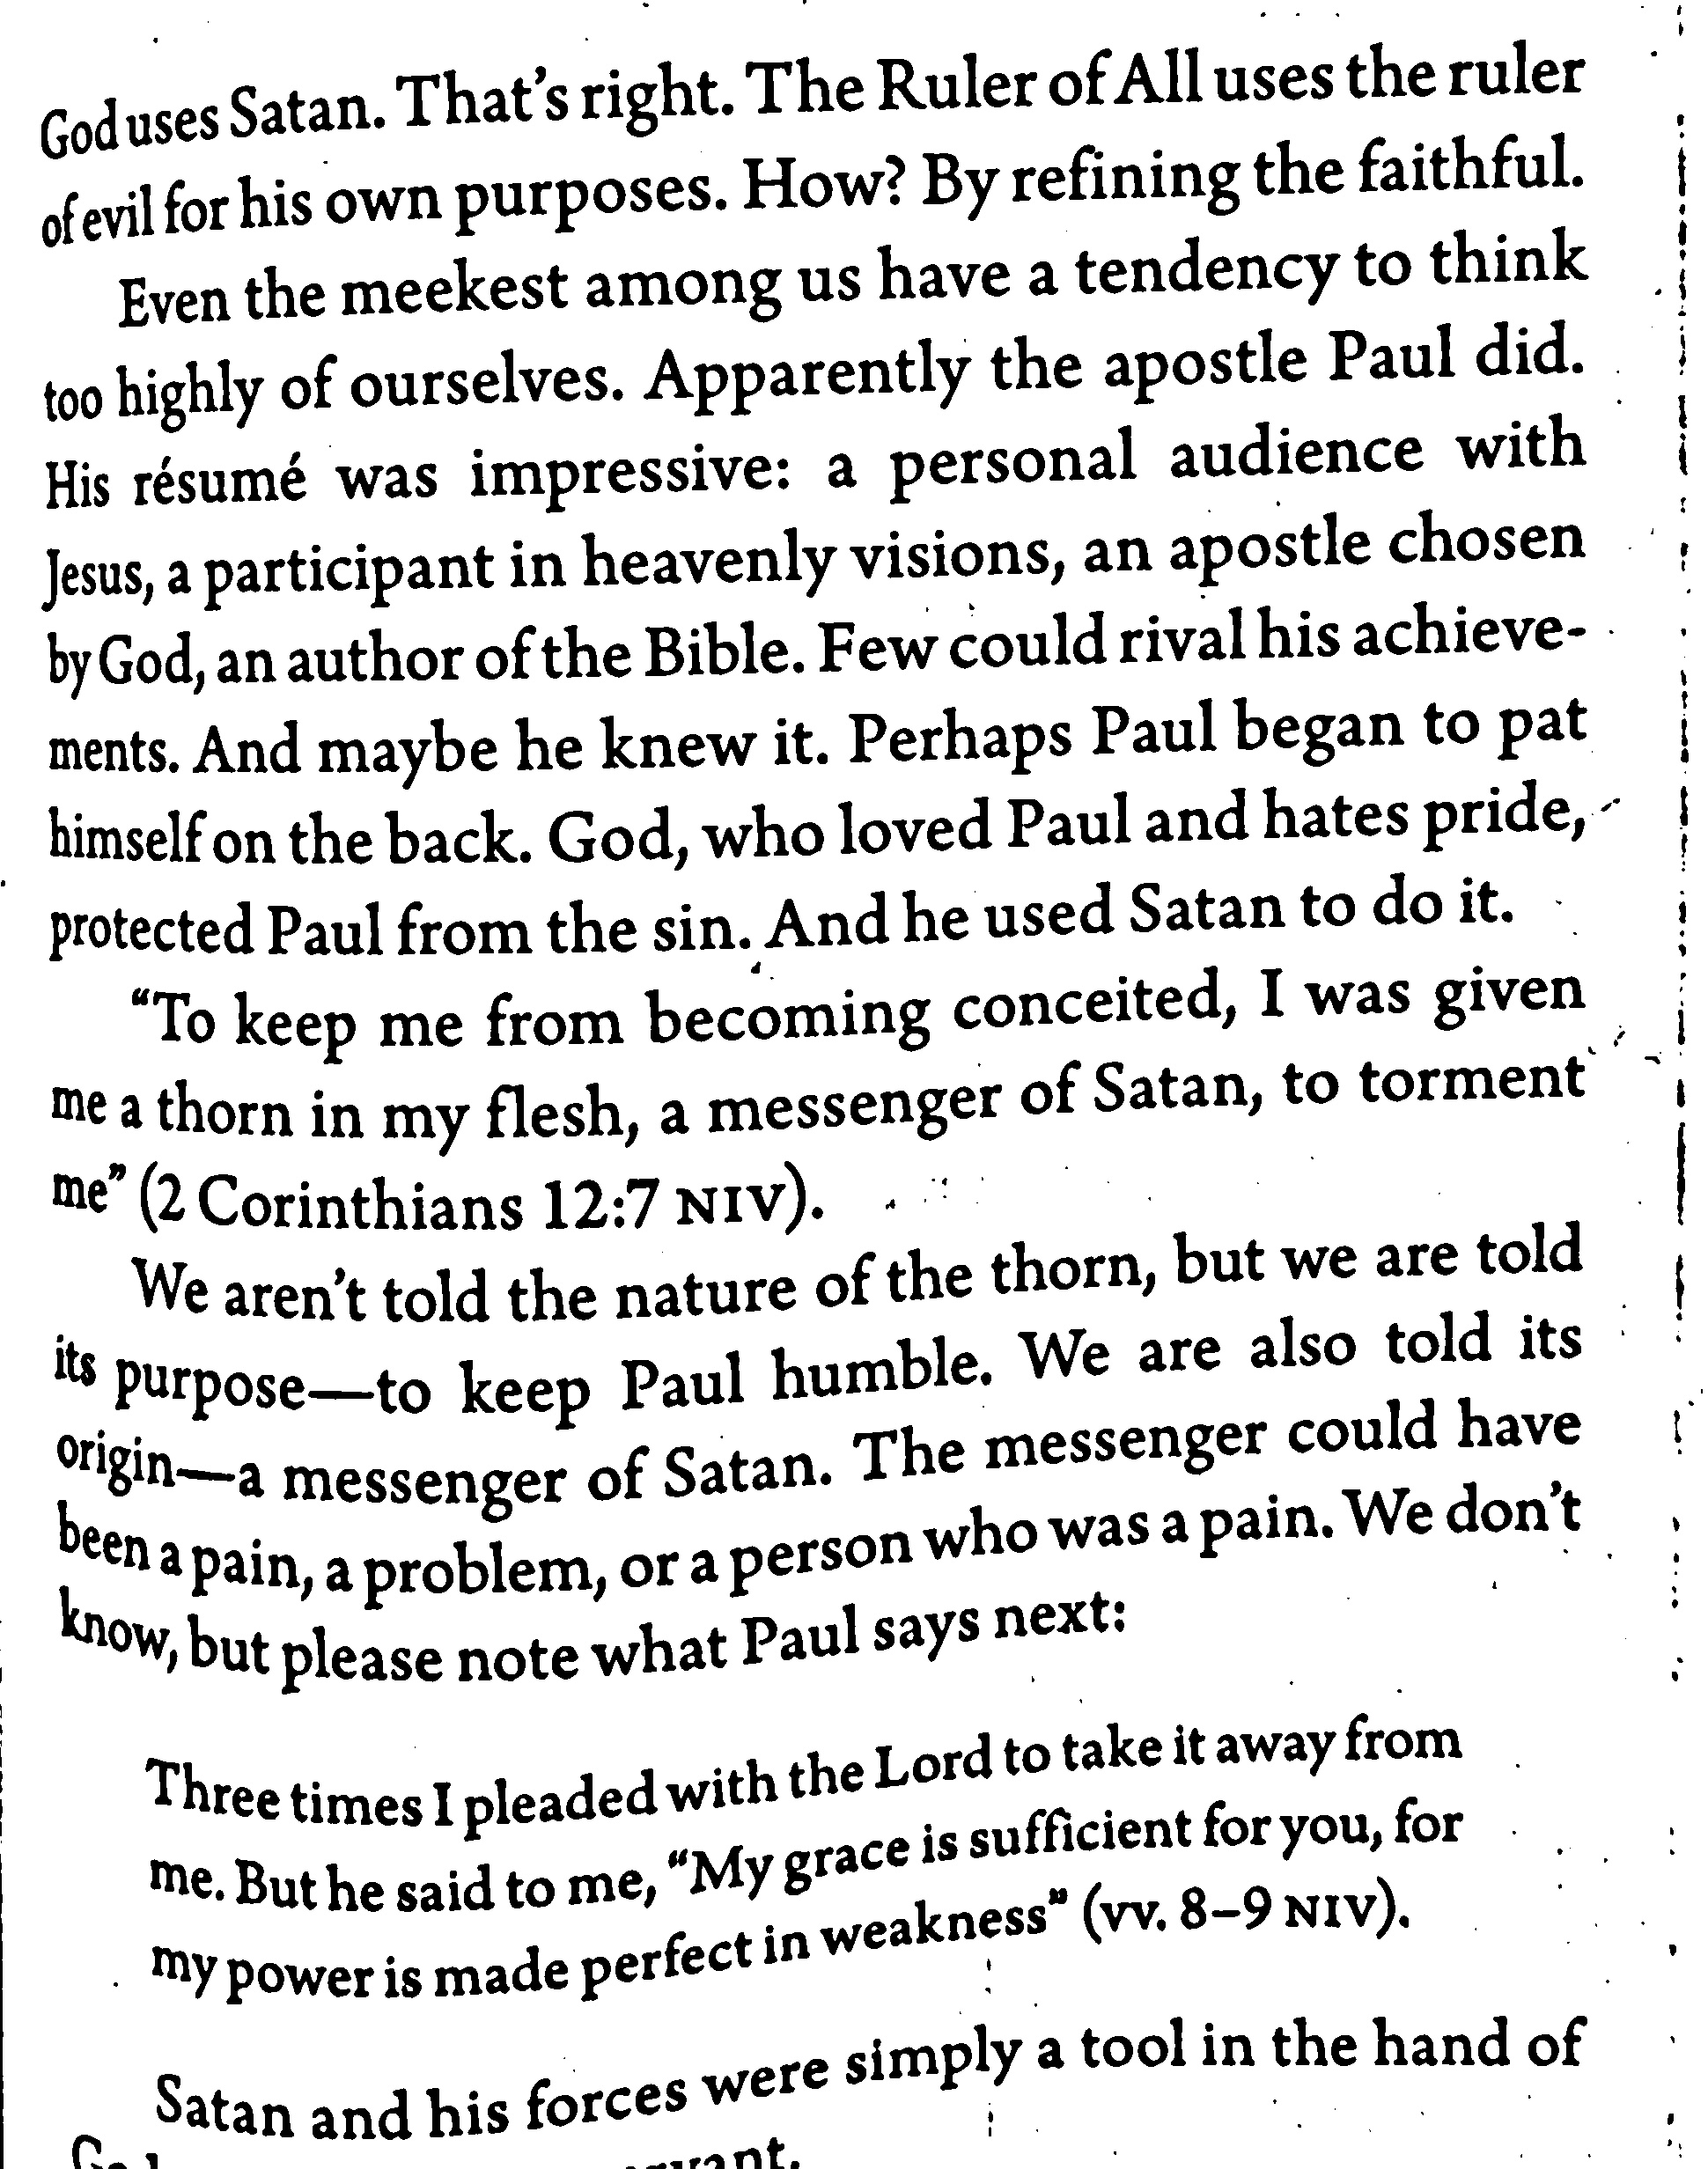 God uses Satan. That’s right. The Ruler of All uses the ruler
of evil for his own purposes. How? By refining the faithful.
Even the meekest among us have a tendency to think
too highly of ourselves. Apparently the apostle Paul did.
His résumé was impressive: a personal audience with
Jesus, a participant in heavenly visions, an apostle chosen
by God, an author of the Bible. Few could rival his achieve-
ments. And maybe he knew it. Perhaps Paul began to pat
himself on the back. God, who loved Paul and hates pride,
protected Paul from the sin. And he used Satan to do it.
“To keep me from becoming conceited, I was given
me a thorn in my flesh, a messenger of Satan, to torment
me” (2 Corinthians 12:7 NIV).
We aren’t told the nature of the thorn, but we are told
its purpose—to keep Paul humble. We are also told its
origin—a messenger of Satan. The messenger could have
been a pain, a problem, or a person who was a pain. We don’t
know, but please note what Paul says next:
Three times I pleaded with the Lord to take it away from
me. But he said to me, “My grace is sufficient for you, for
my power is made perfect in weakness” (vv. 8–9 NIV).
Satan and his forces were simply a tool in the hand of